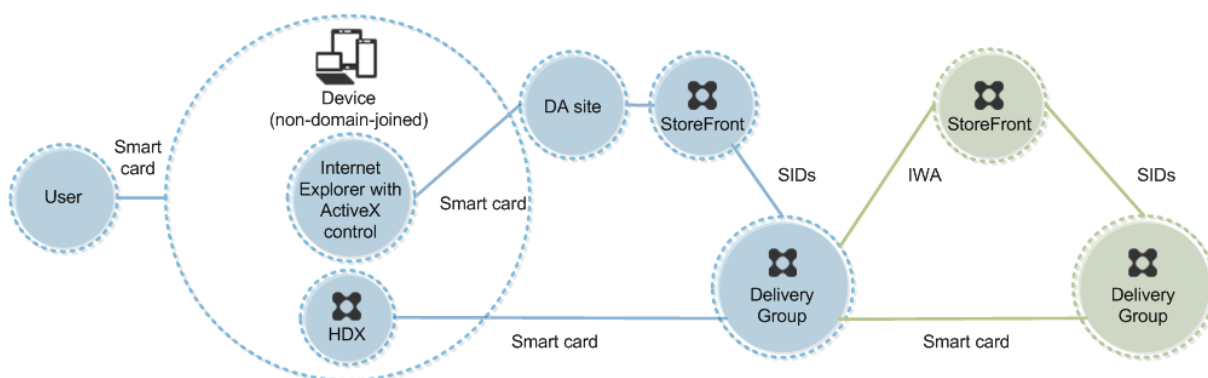 User
Smart
card
Device
(non-domain-joined)
Internet
Explorer with
ActiveX
control
HDX
Smart card
DA site
StoreFront
SIDs
Delivery
Group
Smart card
IWA
StoreFront
SIDs
Delivery
Group
Smart card